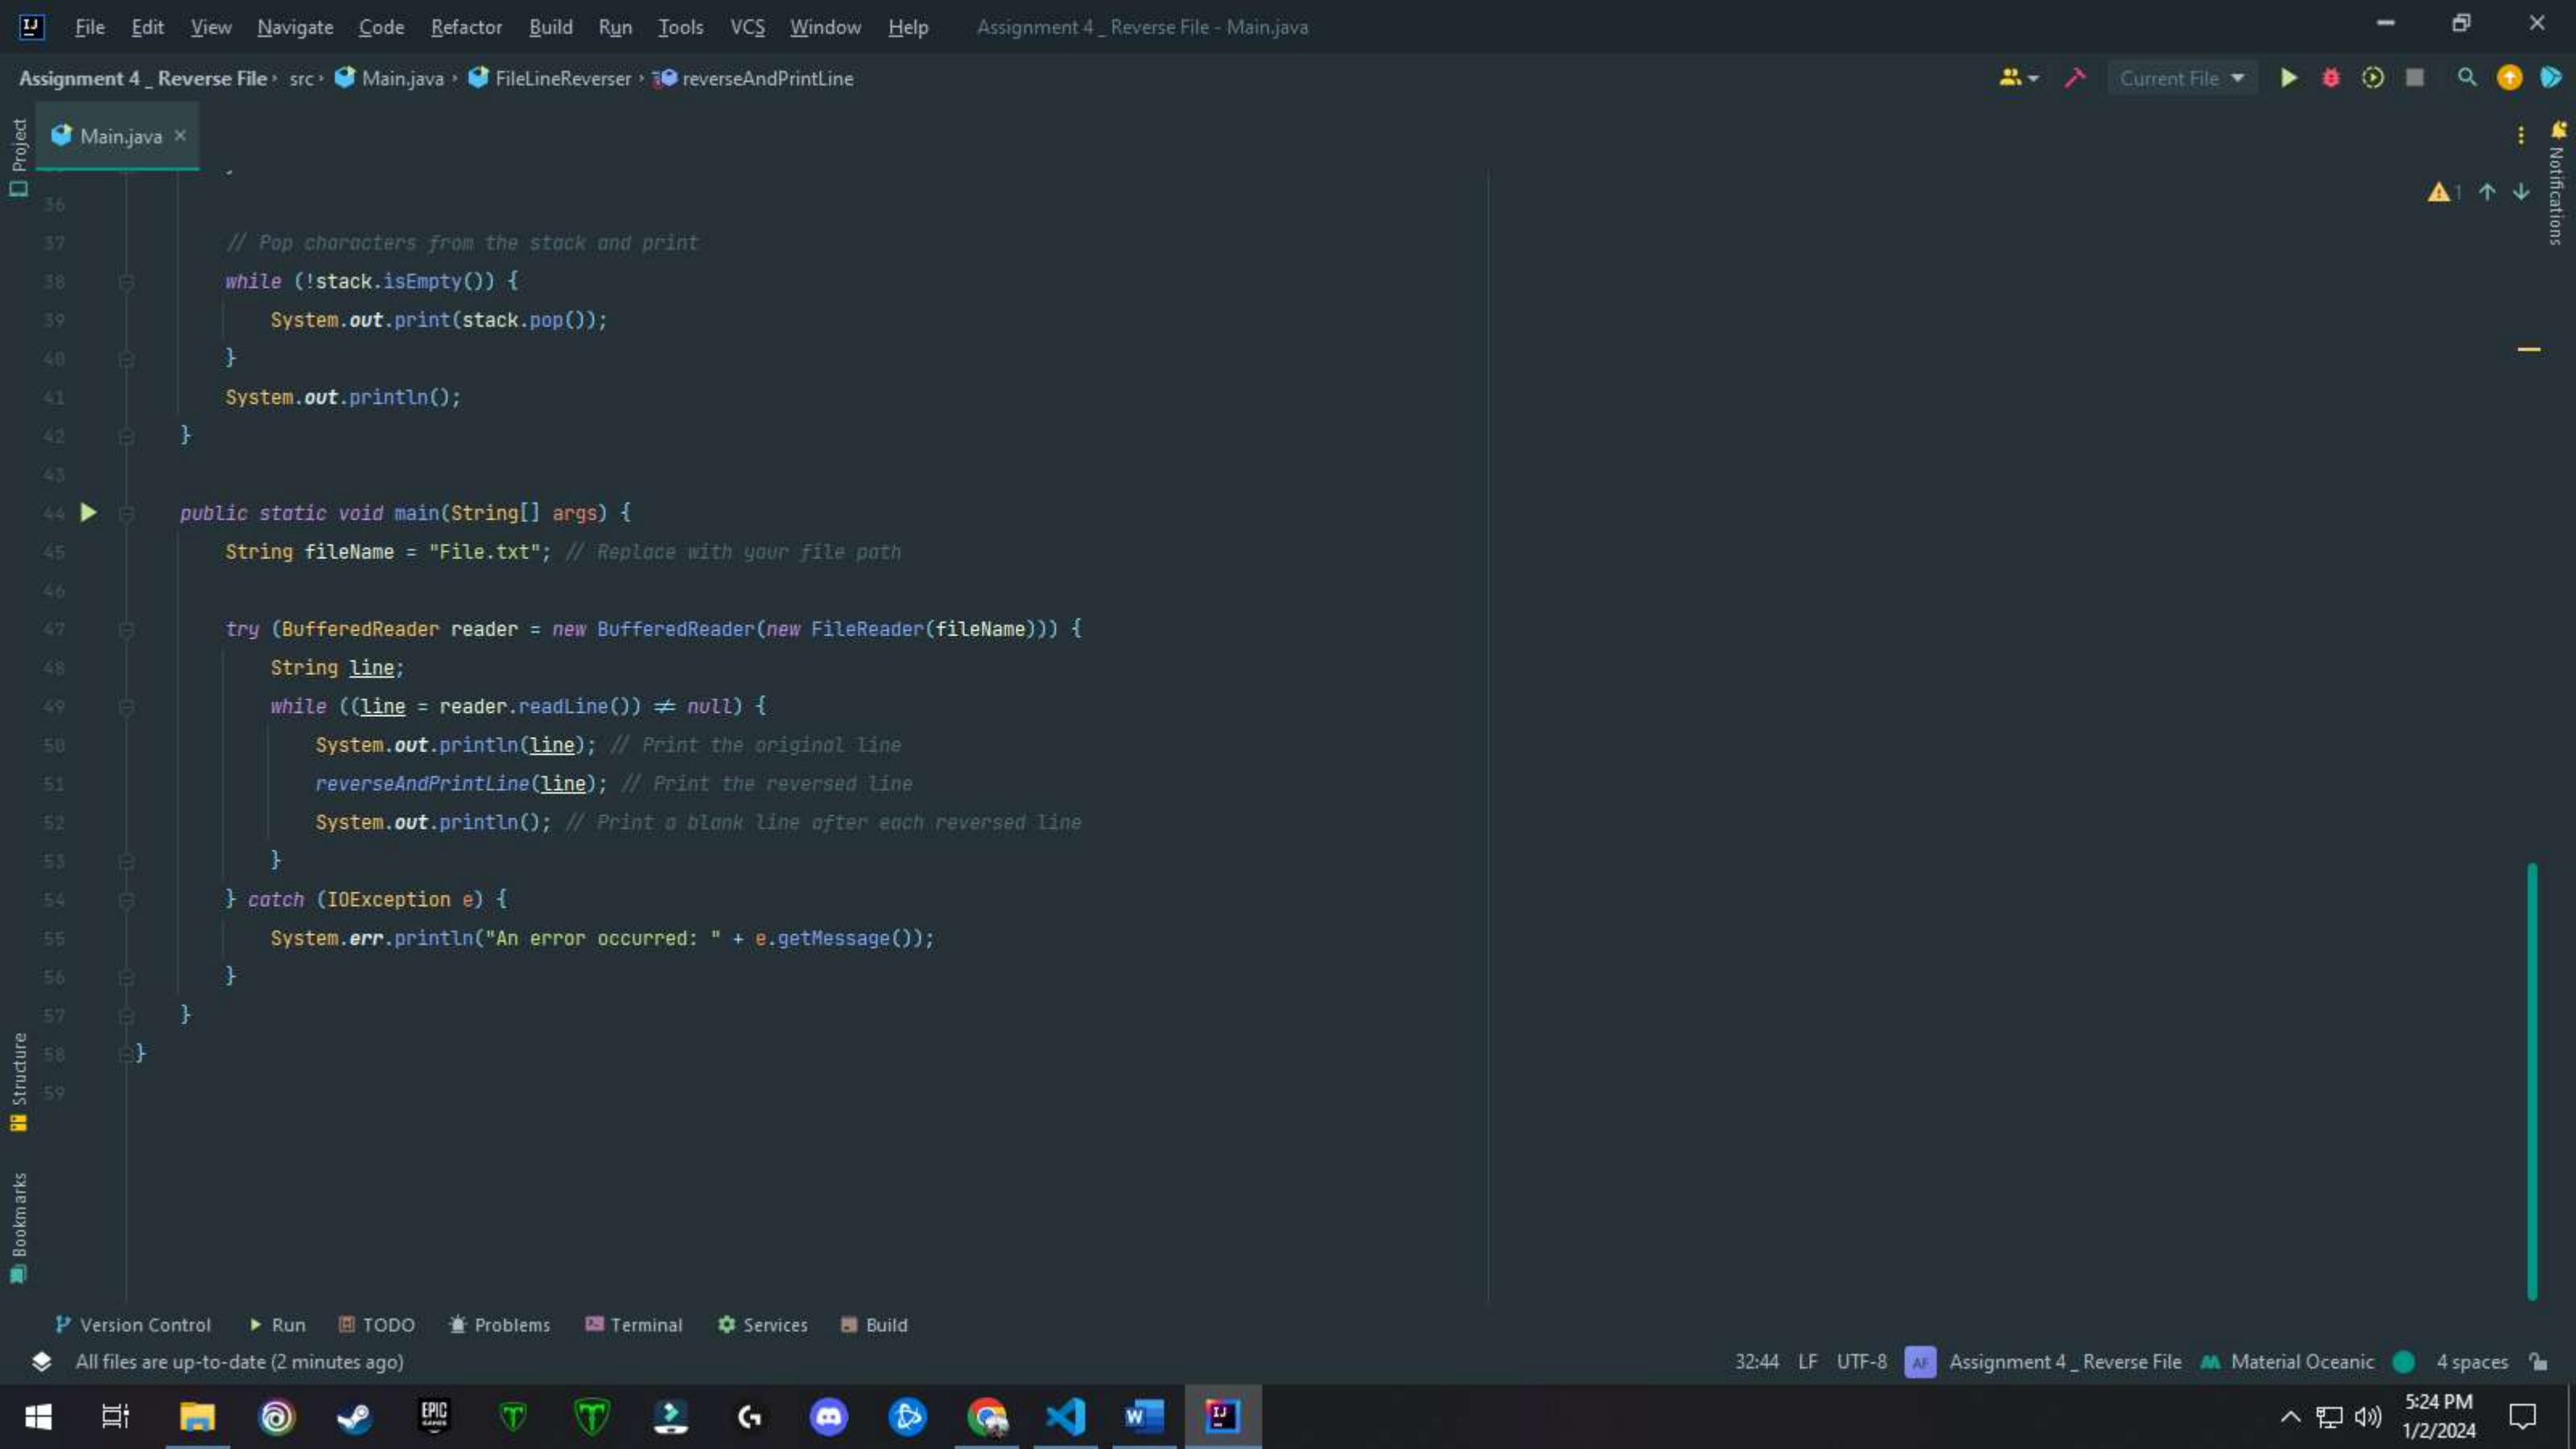 File Edit View Navigate Code Refactor Build Run Tools VCS Window Help Assignment 4 _ Reverse File - Main.java
Assignment 4 _ Reverse File › src › Main.java › FileLineReverser › reverseAndPrintLine Current File
Project
Main.java
Notifications
1
36
37 // Pop characters from the stack and print
38 while (!stack.isEmpty()) {
39 System.out.print(stack.pop());
40 }
41 System.out.println();
42 }
43
44 public static void main(String[] args) {
45 String fileName = "File.txt"; // Replace with your file path
46
47 try (BufferedReader reader = new BufferedReader(new FileReader(fileName))) {
48 String line;
49 while ((line = reader.readLine()) ≠ null) {
50 System.out.println(line); // Print the original line
51 reverseAndPrintLine(line); // Print the reversed line
52 System.out.println(); // Print a blank line after each reversed line
53 }
54 } catch (IOException e) {
55 System.err.println("An error occurred: " + e.getMessage());
56 }
57 }
58 }
59
Structure
Bookmarks
Version Control Run TODO Problems Terminal Services Build
All files are up-to-date (2 minutes ago) 32:44 LF UTF-8 AF Assignment 4 _ Reverse File Material Oceanic 4 spaces
EPIC GAMES
5:24 PM
1/2/2024